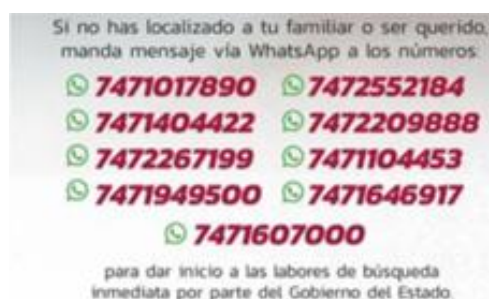 Si no has localizado a tu familiar o ser querido,
manda mensaje vía WhatsApp a los números:
7471017890 7472552184
7471404422 7472209888
7472267199 7471104453
7471949500 7471646917
7471607000
para dar inicio a las labores de búsqueda
inmediata por parte del Gobierno del Estado.